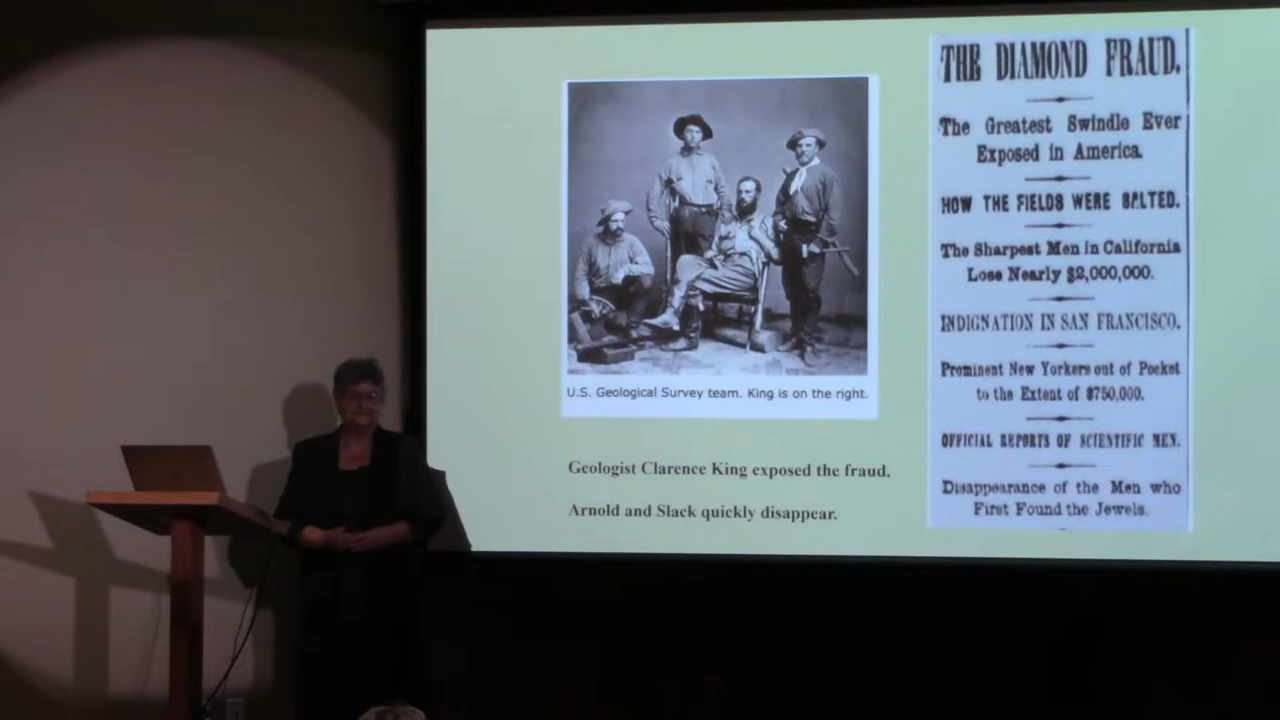 U.S. Geological Survey team. King is on the right.
Geologist Clarence King exposed the fraud.
Arnold and Slack quickly disappear.
THE DIAMOND FRAUD.
The Greatest Swindle Ever
Exposed in America.
HOW THE FIELDS WERE SALTED.
The Sharpest Men in California
Lose Nearly $2,000,000.
INDIGNATION IN SAN FRANCISCO.
Prominent New Yorkers out of Pocket
to the Extent of $750,000.
OFFICIAL REPORTS OF SCIENTIFIC MEN.
Disappearance of the Men who
First Found the Jewels.